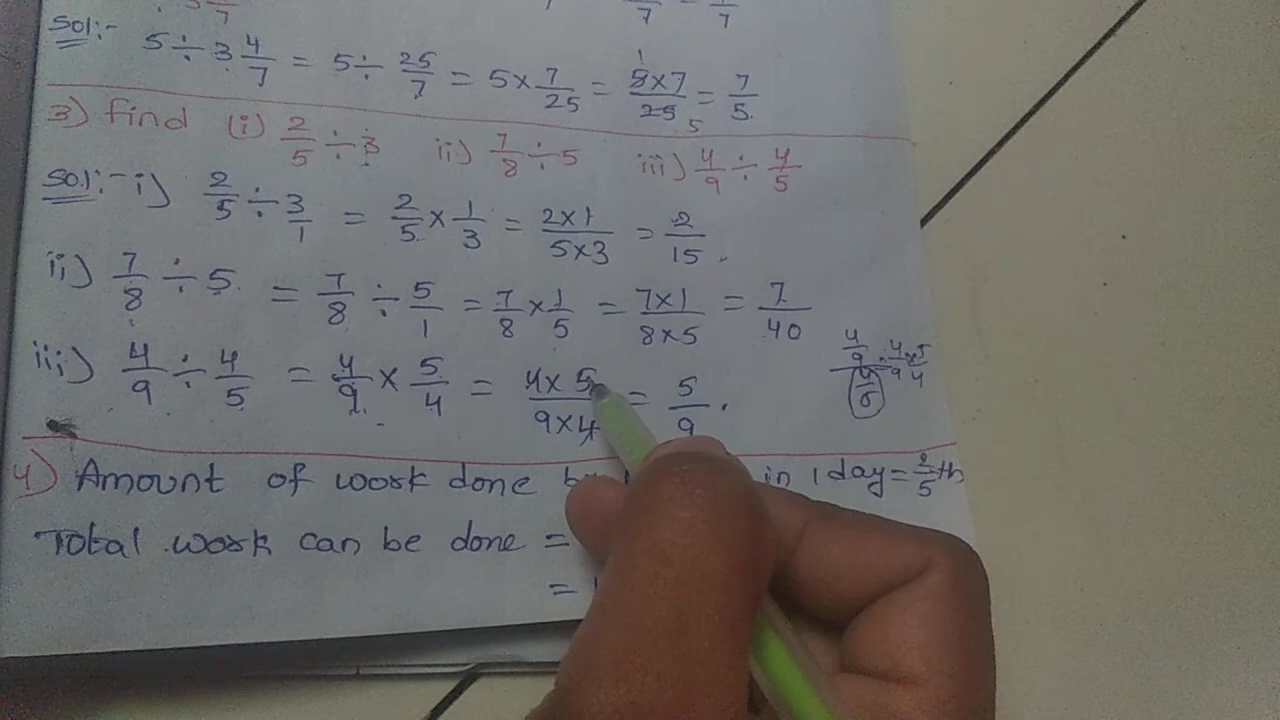 Sol:-
5 ÷ 3 4/7 = 5 ÷ 25/7 = 5 × 7/25 = 5×7/25 = 7/5
3) find (i) 2/5 ÷ 3 ii) 7/8 ÷ 5 iii) 4/9 ÷ 4/5
Sol:- i) 2/5 ÷ 3/1 = 2/5 × 1/3 = 2×1/5×3 = 2/15.
ii) 7/8 ÷ 5 = 7/8 ÷ 5/1 = 7/8 × 1/5 = 7×1/8×5 = 7/40
iii) 4/9 ÷ 4/5 = 4/9 × 5/4 = 4×5/9×4 = 5/9.
4) Amount of work done in 1 day = 2/5 th
Total work can be done =
=